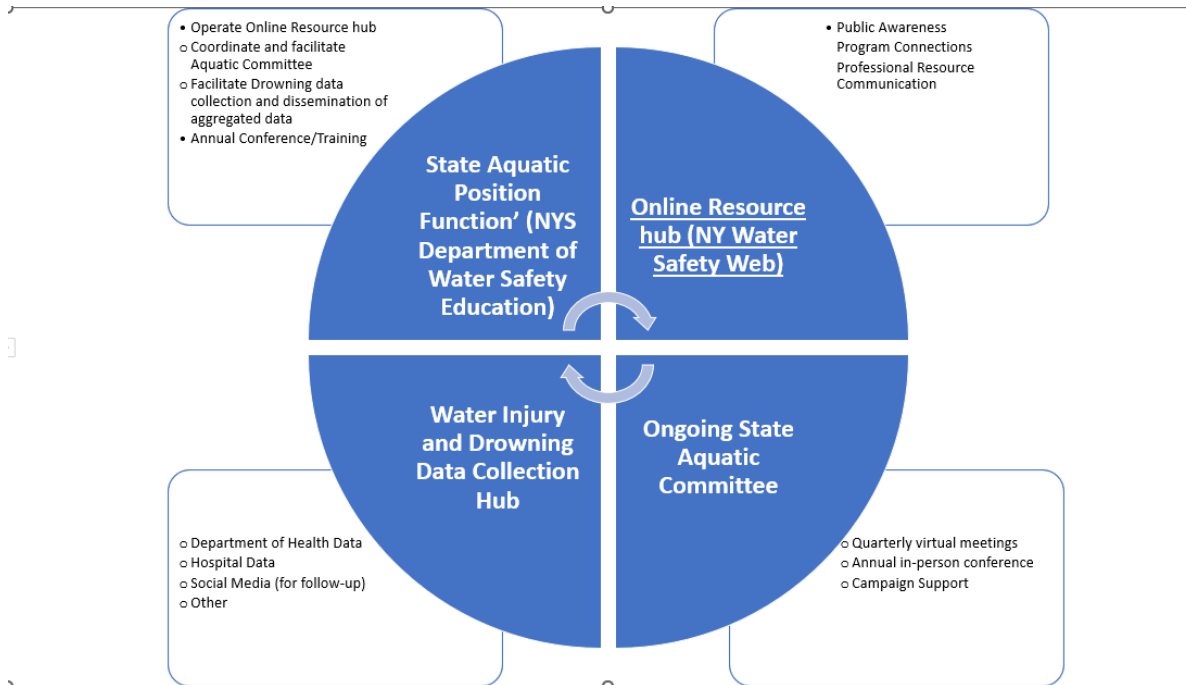 • Operate Online Resource hub
o Coordinate and facilitate
Aquatic Committee
o Facilitate Drowning data
collection and dissemination of
aggregated data
• Annual Conference/Training
• Public Awareness
Program Connections
Professional Resource
Communication
State Aquatic
Position
Function’ (NYS
Department of
Water Safety
Education)
Online Resource
hub (NY Water
Safety Web)
Water Injury
and Drowning
Data Collection
Hub
Ongoing State
Aquatic
Committee
o Department of Health Data
o Hospital Data
o Social Media (for follow-up)
o Other
o Quarterly virtual meetings
o Annual in-person conference
o Campaign Support